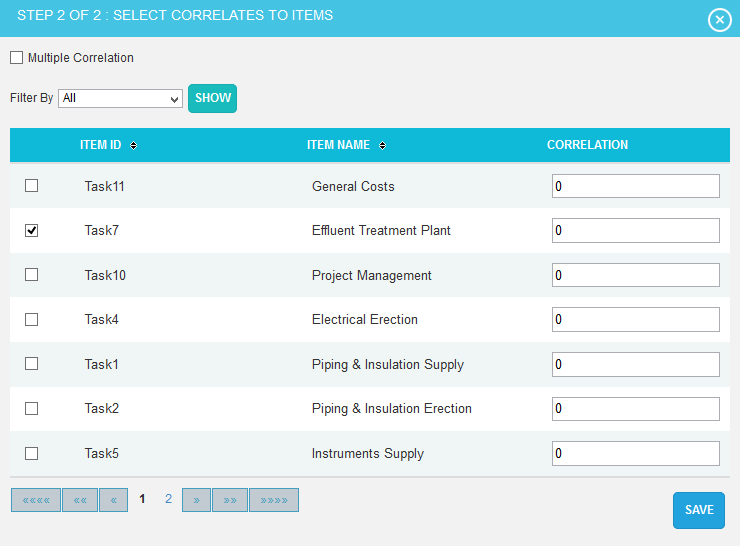 STEP 2 OF 2 : SELECT CORRELATES TO ITEMS
Multiple Correlation
Filter By All SHOW
ITEM ID ITEM NAME CORRELATION
Task11 General Costs 0
Task7 Effluent Treatment Plant 0
Task10 Project Management 0
Task4 Electrical Erection 0
Task1 Piping & Insulation Supply 0
Task2 Piping & Insulation Erection 0
Task5 Instruments Supply 0
«««« «« « 1 2 » »» »»»»
SAVE